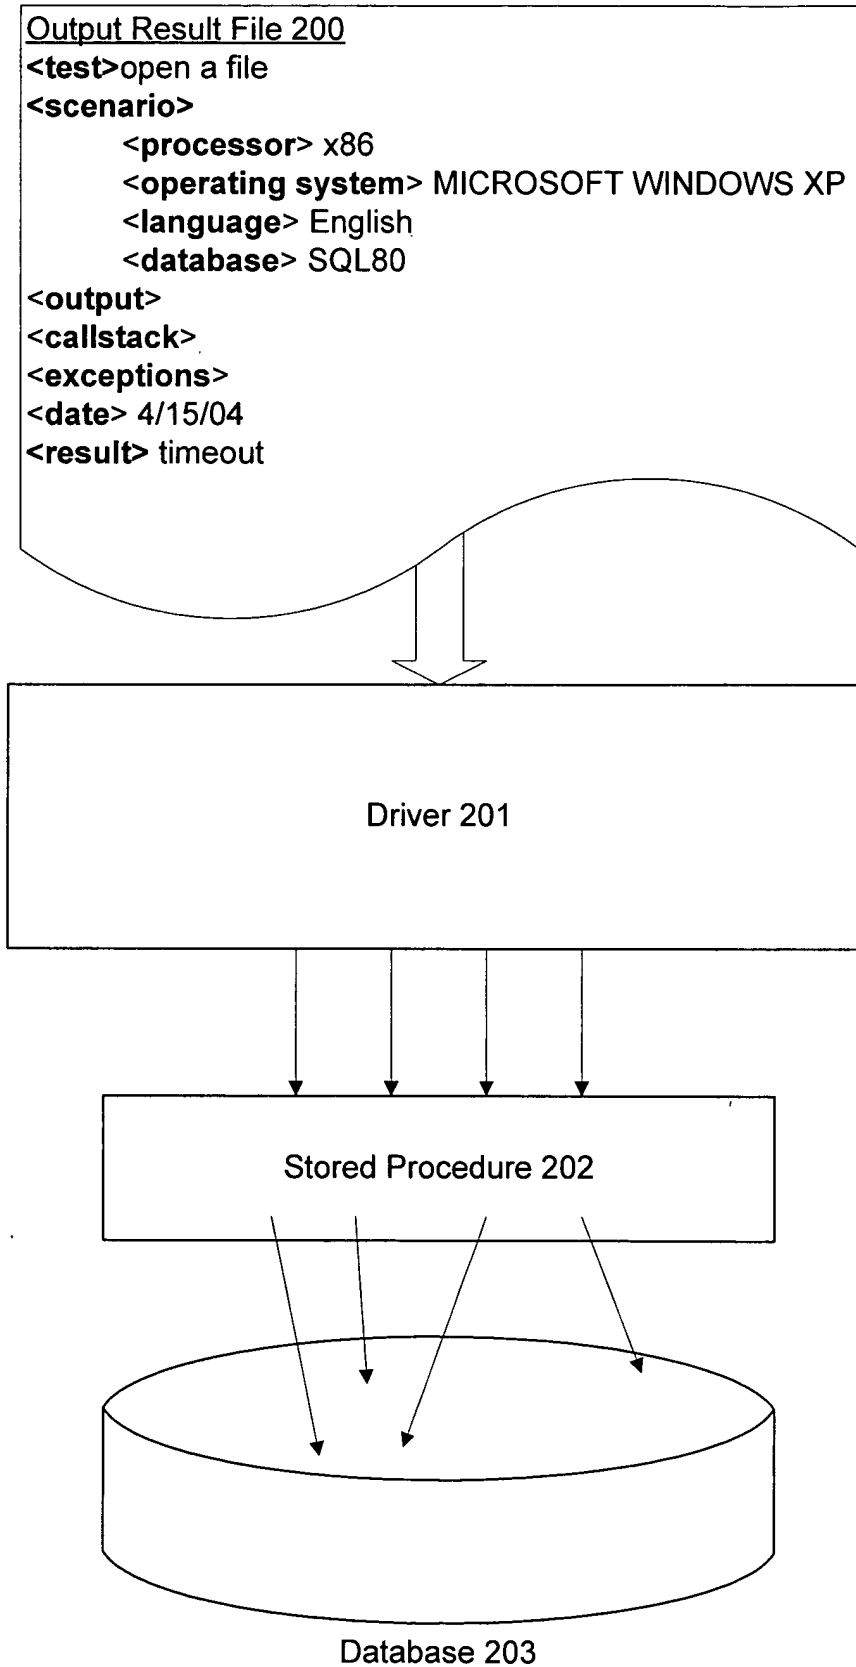 Output Result File 200
<test>open a file
<scenario>
<processor> x86
<operating system> MICROSOFT WINDOWS XP
<language> English
<database> SQL80
<output>
<callstack>
<exceptions>
<date> 4/15/04
<result> timeout
Driver 201
Stored Procedure 202
Database 203